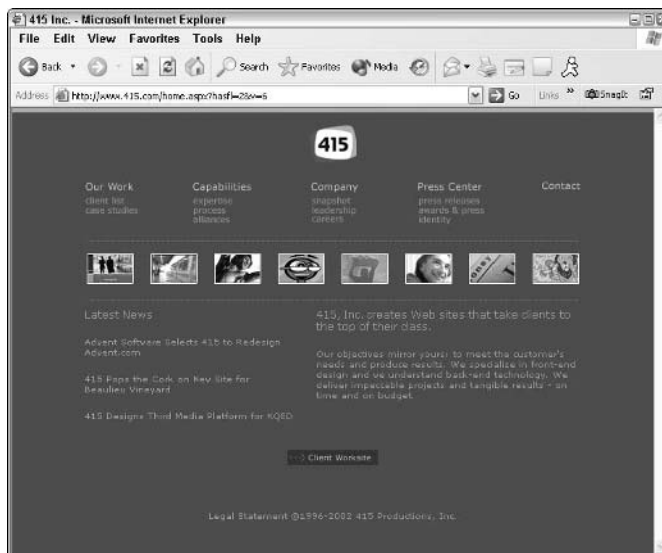 415 Inc. - Microsoft Internet Explorer
File Edit View Favorites Tools Help
Back Search Favorites Media
Address http://www.415.com/home.aspx?hasfl=2&v=6 Go Links » SnagIt
415
Our Work Capabilities Company Press Center Contact
client list expertise snapshot press releases
case studies process leadership awards & press
alliances careers identity
Latest News
Advent Software Selects 415 to Redesign
Advent.com
415 Pops the Cork on New Site for
Beaulieu Vineyard
415 Designs Third Media Platform for KQED
415, Inc. creates Web sites that take clients to
the top of their class.
Our objectives mirror yours: to meet the customer's
needs and produce results. We specialize in front-end
design and we understand back-end technology. We
deliver impeccable projects and tangible results - on
time and on budget.
Client Worksite
Legal Statement ©1996-2002 415 Productions, Inc.